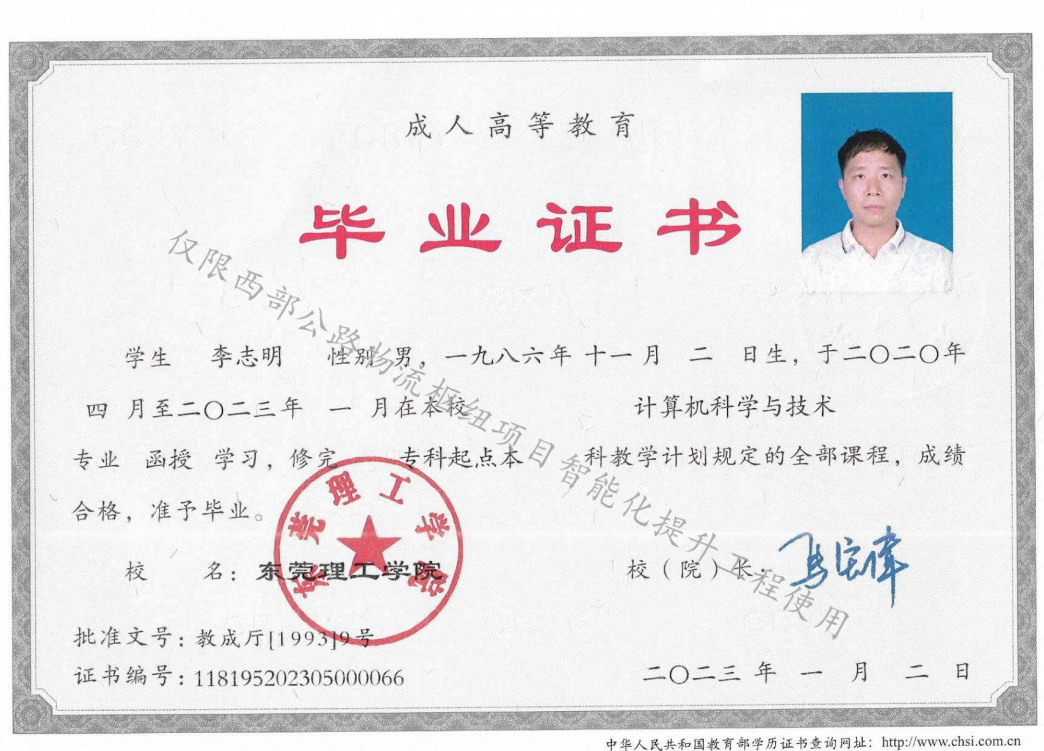 成人高等教育
毕业证书
学生 李志明 性别 男，一九八六年 十一 月 二 日生，于二〇二〇年
四 月至二〇二三年 一 月在本校 计算机科学与技术
专业 函授 学习，修完 专科起点本 科教学计划规定的全部课程，成绩
合格，准予毕业。
校 名：东莞理工学院
校（院）长：
东莞理工学院
批准文号：教成厅[1993]9号
证书编号：118195202305000066
二〇二三 年 一 月 二 日
仅限西部公路物流枢纽项目智能化提升工程使用
中华人民共和国教育部学历证书查询网址：http://www.chsi.com.cn